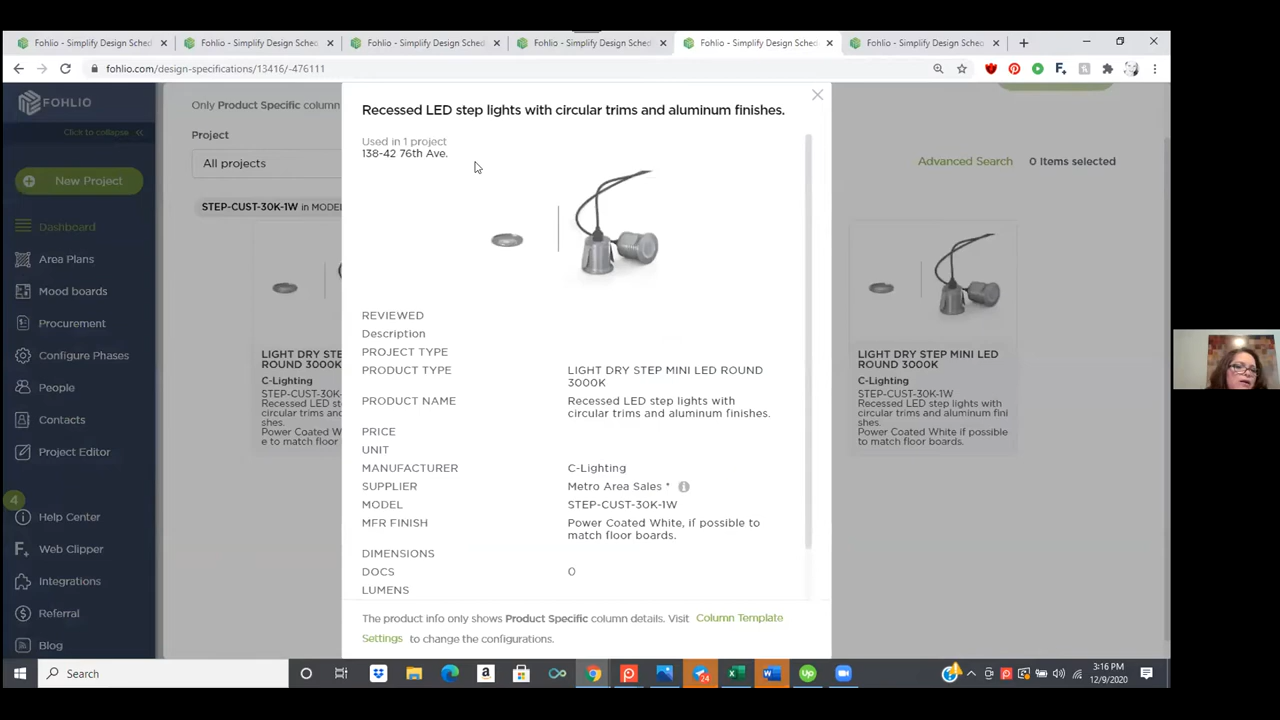 Fohlio - Simplify Design Sched
Fohlio - Simplify Design Sched
Fohlio - Simplify Design Sched
Fohlio - Simplify Design Sched
Fohlio - Simplify Design Sched
Fohlio - Simplify Design Sched
fohlio.com/design-specifications/13416/-476111
FOHLIO
Click to collapse
New Project
Dashboard
Area Plans
Mood boards
Procurement
Configure Phases
People
Contacts
Project Editor
4
Help Center
Web Clipper
Integrations
Referral
Blog
Only Product Specific column
Project
All projects
STEP-CUST-30K-1W in MODE
LIGHT DRY STEP MINI LED
ROUND 3000K
C-Lighting
STEP-CUST-30K-1W
Recessed LED step
circular trims and a
shes.
Power Coated White
e to match floor bo
Recessed LED step lights with circular trims and aluminum finishes.
Used in 1 project
138-42 76th Ave.
REVIEWED
Description
PROJECT TYPE
PRODUCT TYPE LIGHT DRY STEP MINI LED ROUND
3000K
PRODUCT NAME Recessed LED step lights with
circular trims and aluminum finishes.
PRICE
UNIT
MANUFACTURER C-Lighting
SUPPLIER Metro Area Sales *
MODEL STEP-CUST-30K-1W
MFR FINISH Power Coated White, if possible to
match floor boards.
DIMENSIONS
DOCS 0
LUMENS
The product info only shows Product Specific column details. Visit Column Template
Settings to change the configurations.
Advanced Search 0 Items selected
LIGHT DRY STEP MINI LED
ROUND 3000K
C-Lighting
STEP-CUST-30K-1W
Recessed LED step lights with
circular trims and aluminum fini
shes.
Power Coated White if possibl
e to match floor boards.
Search
24
3:16 PM
12/9/2020